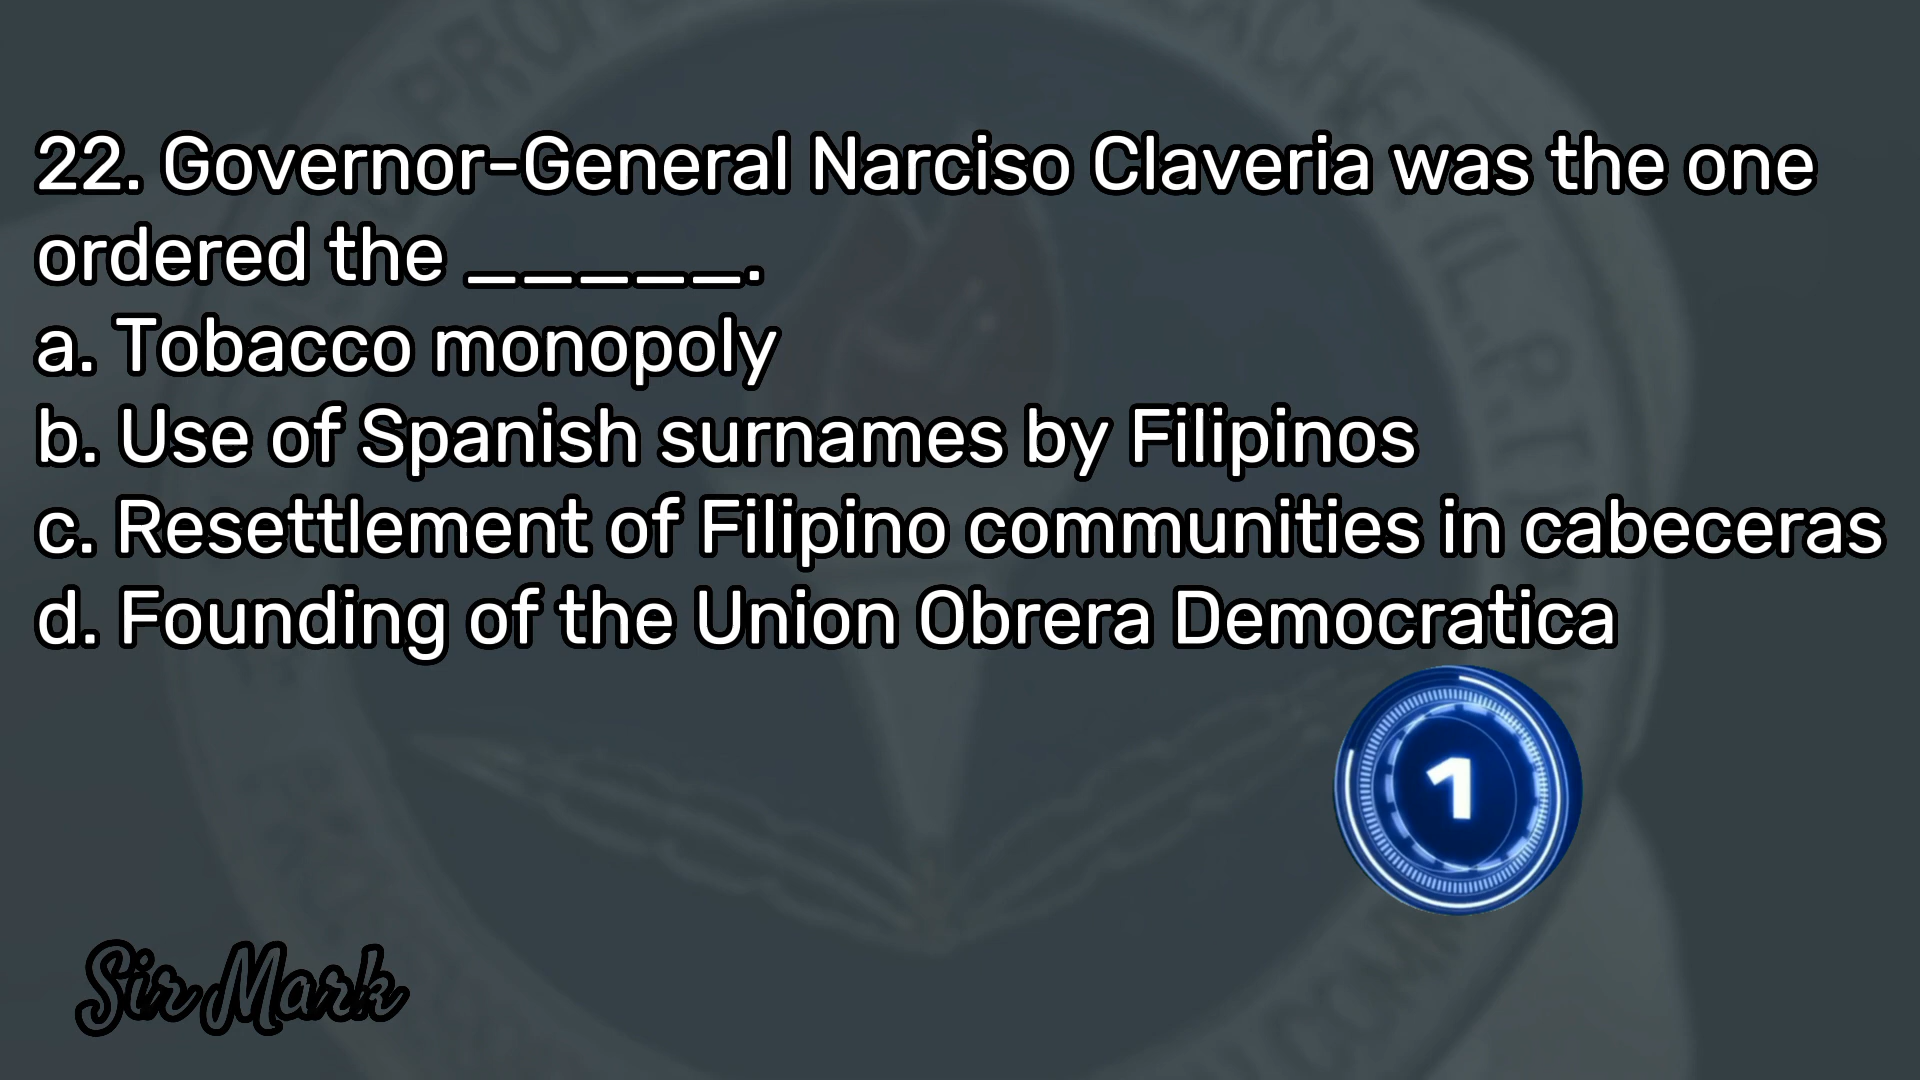 22. Governor-General Narciso Claveria was the one
ordered the _____.
a. Tobacco monopoly
b. Use of Spanish surnames by Filipinos
c. Resettlement of Filipino communities in cabeceras
d. Founding of the Union Obrera Democratica
1
Sir Mark